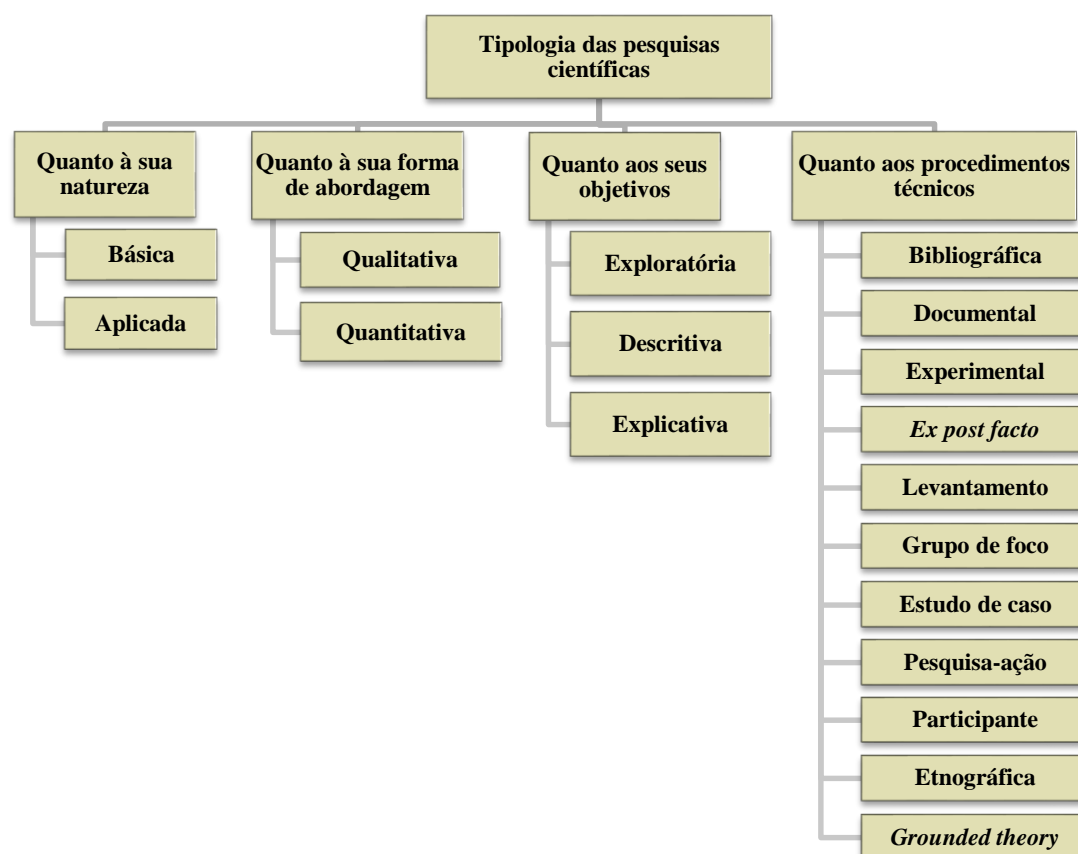 Tipologia das pesquisas
científicas
Quanto à sua
natureza
Básica
Aplicada
Quanto à sua forma
de abordagem
Qualitativa
Quantitativa
Quanto aos seus
objetivos
Exploratória
Descritiva
Explicativa
Quanto aos procedimentos
técnicos
Bibliográfica
Documental
Experimental
Ex post facto
Levantamento
Grupo de foco
Estudo de caso
Pesquisa-ação
Participante
Etnográfica
Grounded theory